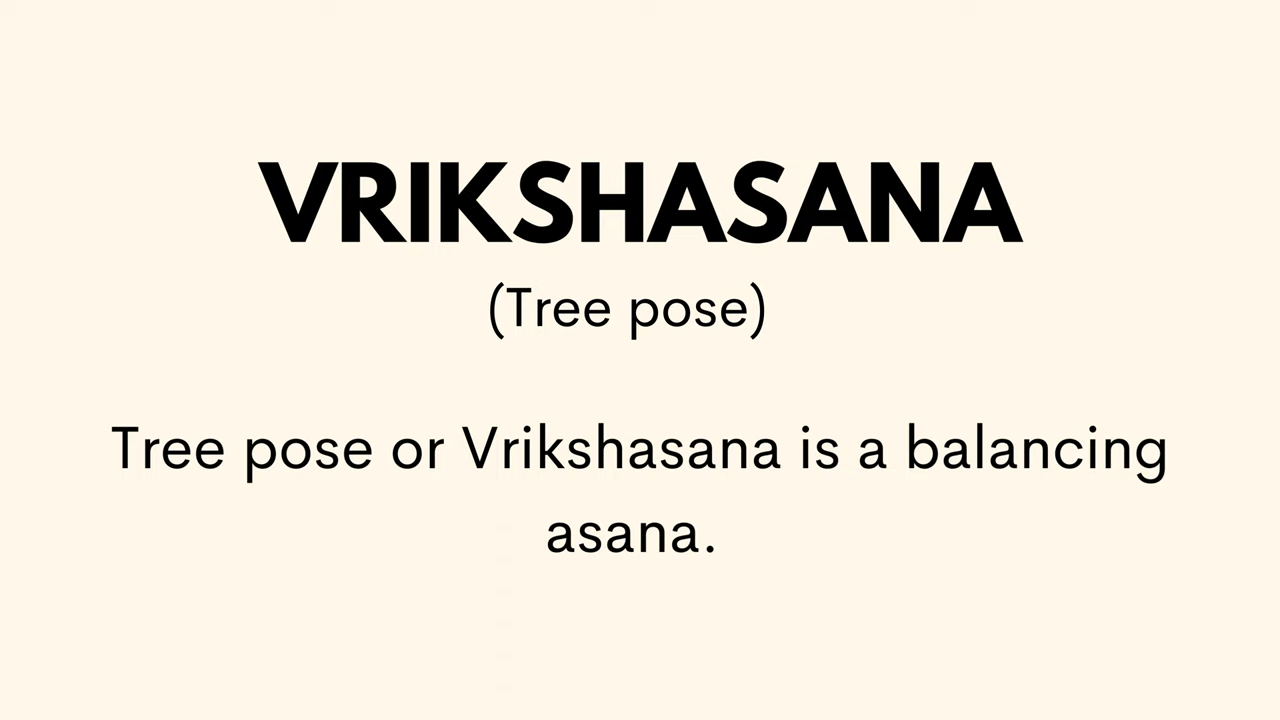 VRIKSHASANA
(Tree pose)
Tree pose or Vrikshasana is a balancing
asana.